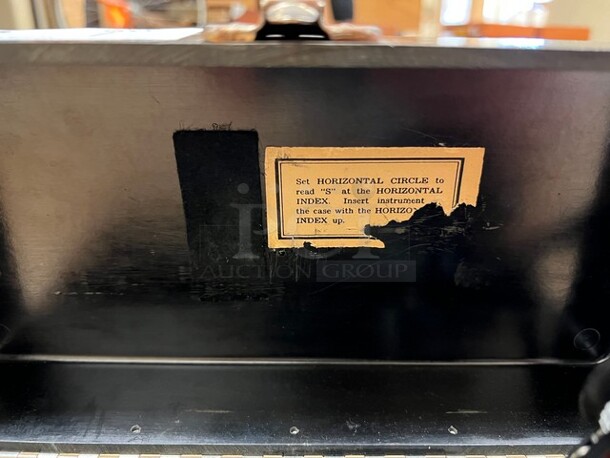 Set HORIZONTAL CIRCLE to
read "S" at the HORIZONTAL
INDEX. Insert instrument
the case with the
INDEX up.
AUCTION GROUP